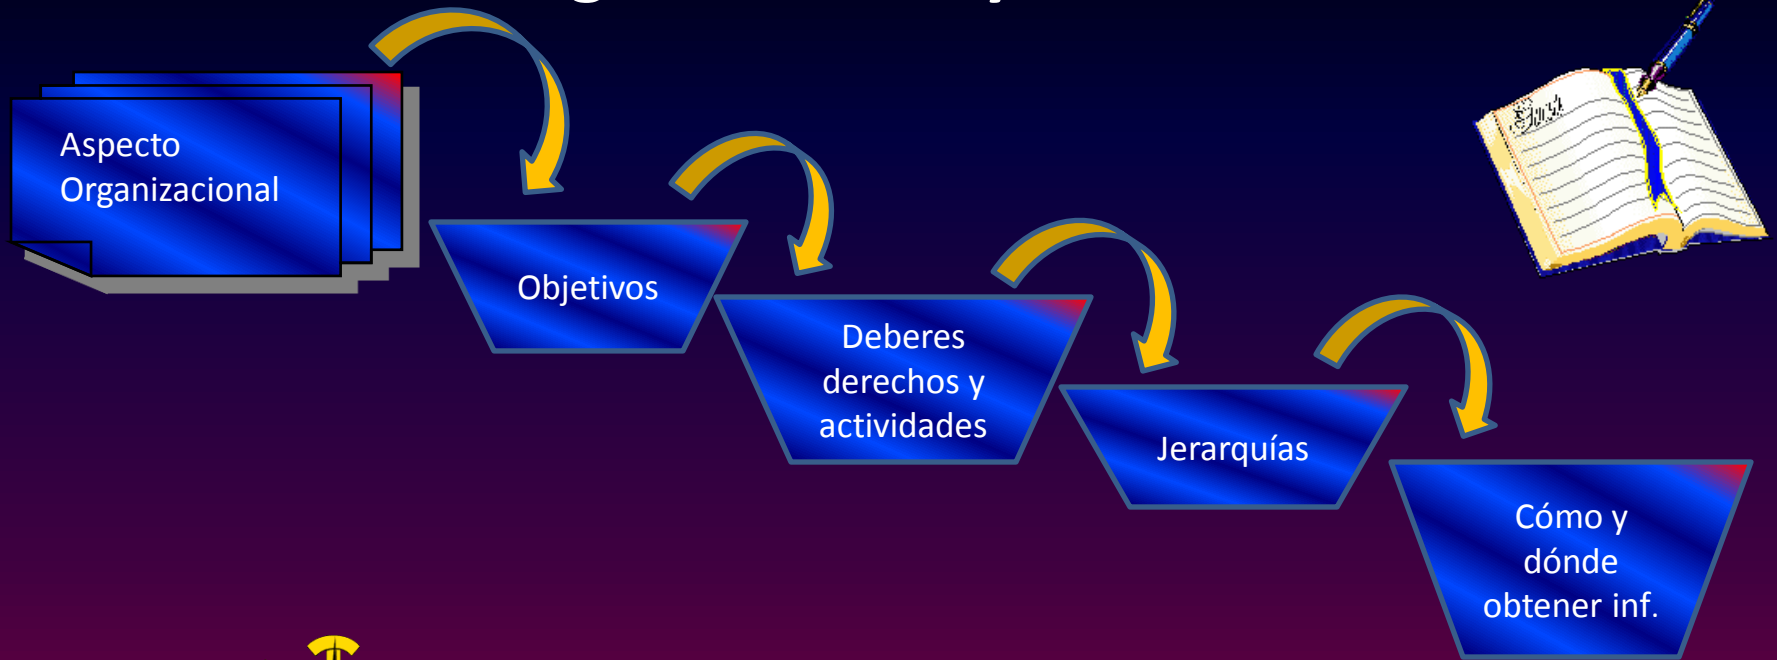 Aspecto
Organizacional
Objetivos
Deberes
derechos y
actividades
Jerarquías
Cómo y
dónde
obtener inf.